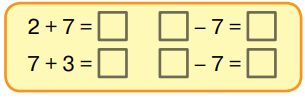 2 + 7 = □ □ – 7 = □
7 + 3 = □ □ – 7 = □